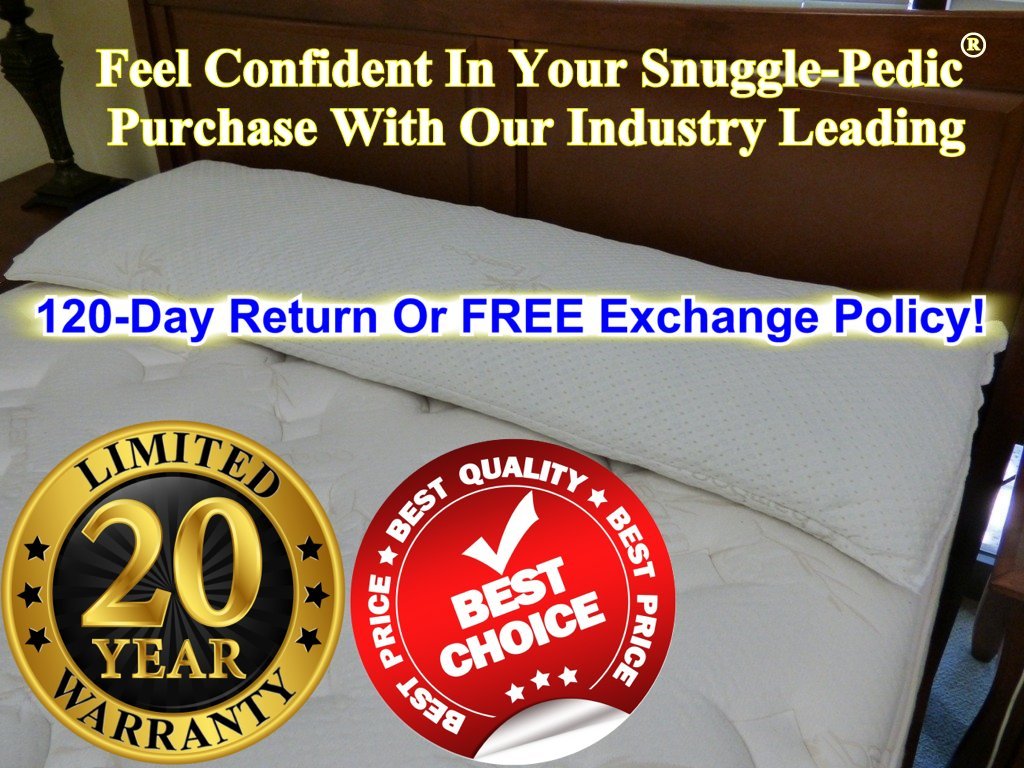 Feel Confident In Your Snuggle-Pedic®
Purchase With Our Industry Leading
120-Day Return Or FREE Exchange Policy!
LIMITED
20
YEAR
WARRANTY
BEST PRICE ★ BEST QUALITY ★ BEST PRICE
BEST
CHOICE